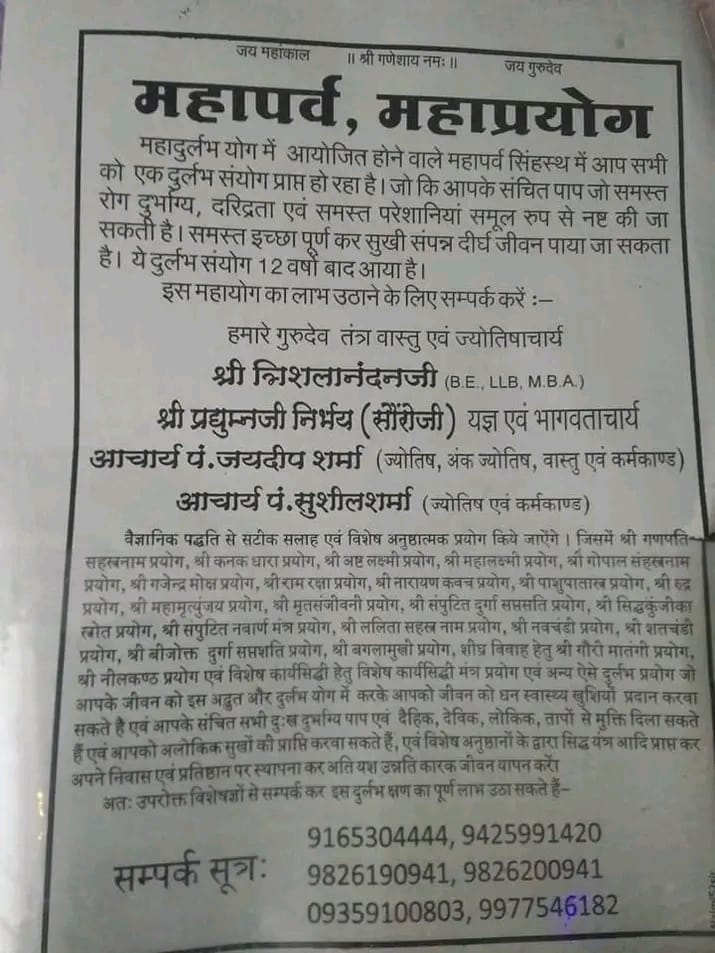 जय महांकाल ॥ श्री गणेशाय नमः॥ जय गुरुदेव
महापर्व, महाप्रयोग
महादुर्लभ योग में आयोजित होने वाले महापर्व सिंहस्थ में आप सभी
को एक दुर्लभ संयोग प्राप्त हो रहा है। जो कि आपके संचित पाप जो समस्त
रोग दुर्भाग्य, दरिद्रता एवं समस्त परेशानियां समूल रुप से नष्ट की जा
सकती है। समस्त इच्छा पूर्ण कर सुखी संपन्न दीर्घ जीवन पाया जा सकता
है। ये दुर्लभ संयोग 12 वर्षो बाद आया है।
इस महायोग का लाभ उठाने के लिए सम्पर्क करें :–
हमारे गुरुदेव तंत्र वास्तु एवं ज्योतिषाचार्य
श्री त्रिशलानंदनजी (B.E., LLB, M.B.A.)
श्री प्रद्युम्नजी निर्भय (सौंरोजी) यज्ञ एवं भागवताचार्य
आचार्य पं.जयदीप शर्मा (ज्योतिष, अंक ज्योतिष, वास्तु एवं कर्मकाण्ड)
आचार्य पं.सुशीलशर्मा (ज्योतिष एवं कर्मकाण्ड)
वैज्ञानिक पद्धति से सटीक सलाह एवं विशेष अनुष्ठात्मक प्रयोग किये जाऐंगे । जिसमें श्री गणपति-
सहस्त्रनाम प्रयोग, श्री कनक धारा प्रयोग, श्री अष्ट लक्ष्मी प्रयोग, श्री महालक्ष्मी प्रयोग, श्री गोपाल संहस्त्रनाम
प्रयोग, श्री गजेन्द्र मोक्ष प्रयोग, श्री राम रक्षा प्रयोग, श्री नारायण कवच प्रयोग, श्री पाशुपातास्त्र प्रयोग, श्री रुद्र
प्रयोग, श्री महामृत्युंजय प्रयोग, श्री मृतसंजीवनी प्रयोग, श्री संपुटित दुर्गा सप्तसति प्रयोग, श्री सिद्धकुंजीका
स्त्रोत प्रयोग, श्री संपुटित नवार्ण मंत्र प्रयोग, श्री ललिता सहस्त्र नाम प्रयोग, श्री नवचंडी प्रयोग, श्री शतचंडी
प्रयोग, श्री बीजोक्त दुर्गा सप्तशति प्रयोग, श्री बगलामुखी प्रयोग, शीघ्र विवाह हेतु श्री गौरी मातंगी प्रयोग,
श्री नीलकण्ठ प्रयोग एवं विशेष कार्यसिद्धी हेतु विशेष कार्यसिद्धी मंत्र प्रयोग एवं अन्य ऐसे दुर्लभ प्रयोग जो
आपके जीवन को इस अद्भुत और दुर्लभ योग में करके आपको जीवन को धन स्वास्थ्य खुशियाँ प्रदान करवा
सकते है एवं आपके संचित सभी दुःख दुर्भाग्य पाप एवं दैहिक, देविक, लोकिक, तापों से मुक्ति दिला सकते
हैं एवं आपको अलोकिक सुखों की प्राप्ति करवा सकते हैं, एवं विशेष अनुष्ठानों के द्वारा सिद्ध यंत्र आदि प्राप्त कर
अपने निवास एवं प्रतिष्ठान पर स्थापना कर अति यश उन्नति कारक जीवन यापन करें।
अतः उपरोक्त विशेषज्ञों से सम्पर्क कर इस दुर्लभ क्षण का पूर्ण लाभ उठा सकते हैं–
9165304444, 9425991420
सम्पर्क सूत्र: 9826190941, 9826200941
09359100803, 9977546182